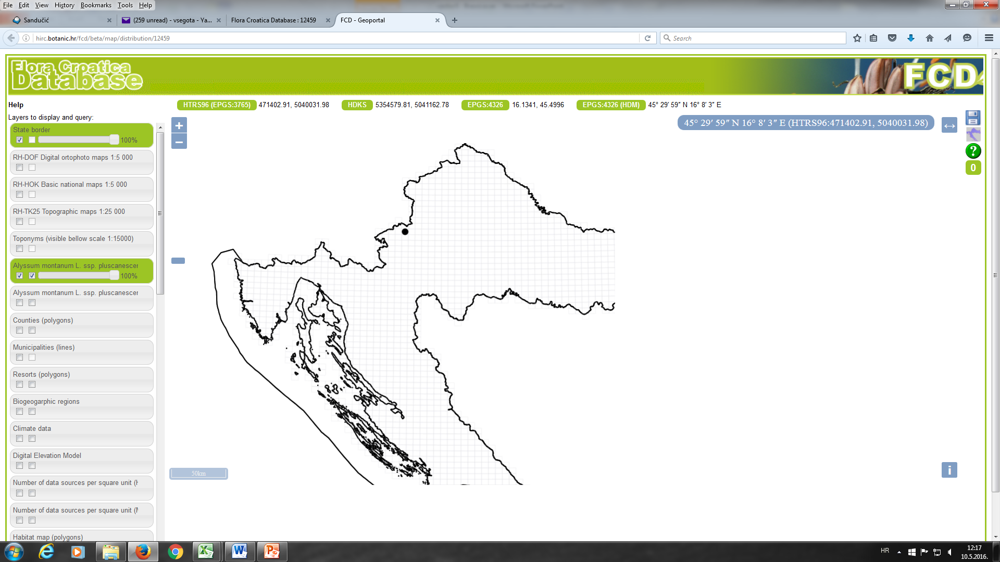 File Edit View History Bookmarks Tools Help
Sandučić
(259 unread) - vsegota - Ya...
Flora Croatica Database : 12459
FCD - Geoportal
hirc.botanic.hr/fcd/beta/map/distribution/12459
Search
Flora Croatica
Database
FCD
Help
HTRS96 (EPGS:3765) 471402.91, 5040031.98 HDKS 5354579.81, 5041162.78 EPGS:4326 16.1341, 45.4996 EPGS:4326 (HDM) 45° 29′ 59″ N 16° 8′ 3″ E
Layers to display and query:
45° 29′ 59″ N 16° 8′ 3″ E (HTRS96:471402.91, 5040031.98)
State border
100%
RH-DOF Digital ortophoto maps 1:5 000
RH-HOK Basic national maps 1:5 000
RH-TK25 Topographic maps 1:25 000
Toponyms (visible bellow scale 1:15000)
Alyssum montanum L. ssp. pluscanescer
100%
Alyssum montanum L. ssp. pluscanescer
Counties (polygons)
Municipalities (lines)
Resorts (polygons)
Biogeogarphic regions
Climate data
Digital Elevation Model
Number of data sources per square unit (
Number of data sources per square unit (
Habitat map (polygons)
+
−
?
0
50km
i
HR
12:17
10.5.2016.